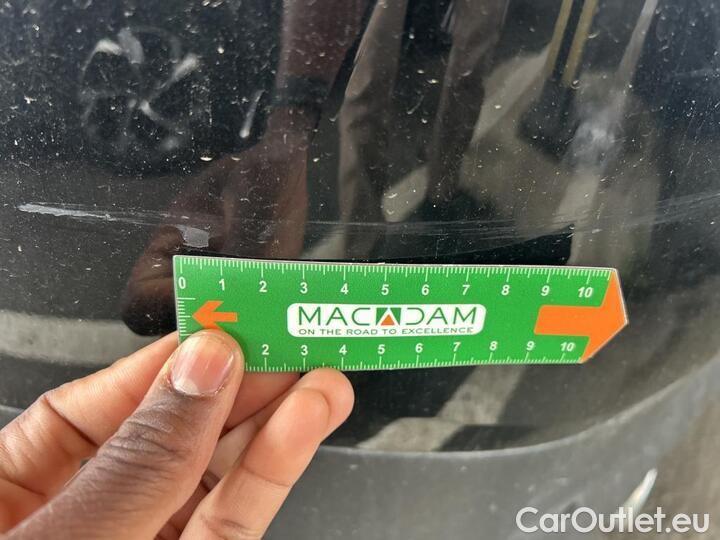 0 1 2 3 4 5 6 7 8 9 10
MACADAM
ON THE ROAD TO EXCELLENCE
2 3 4 5 6 7 8 9 10
CarOutlet.eu